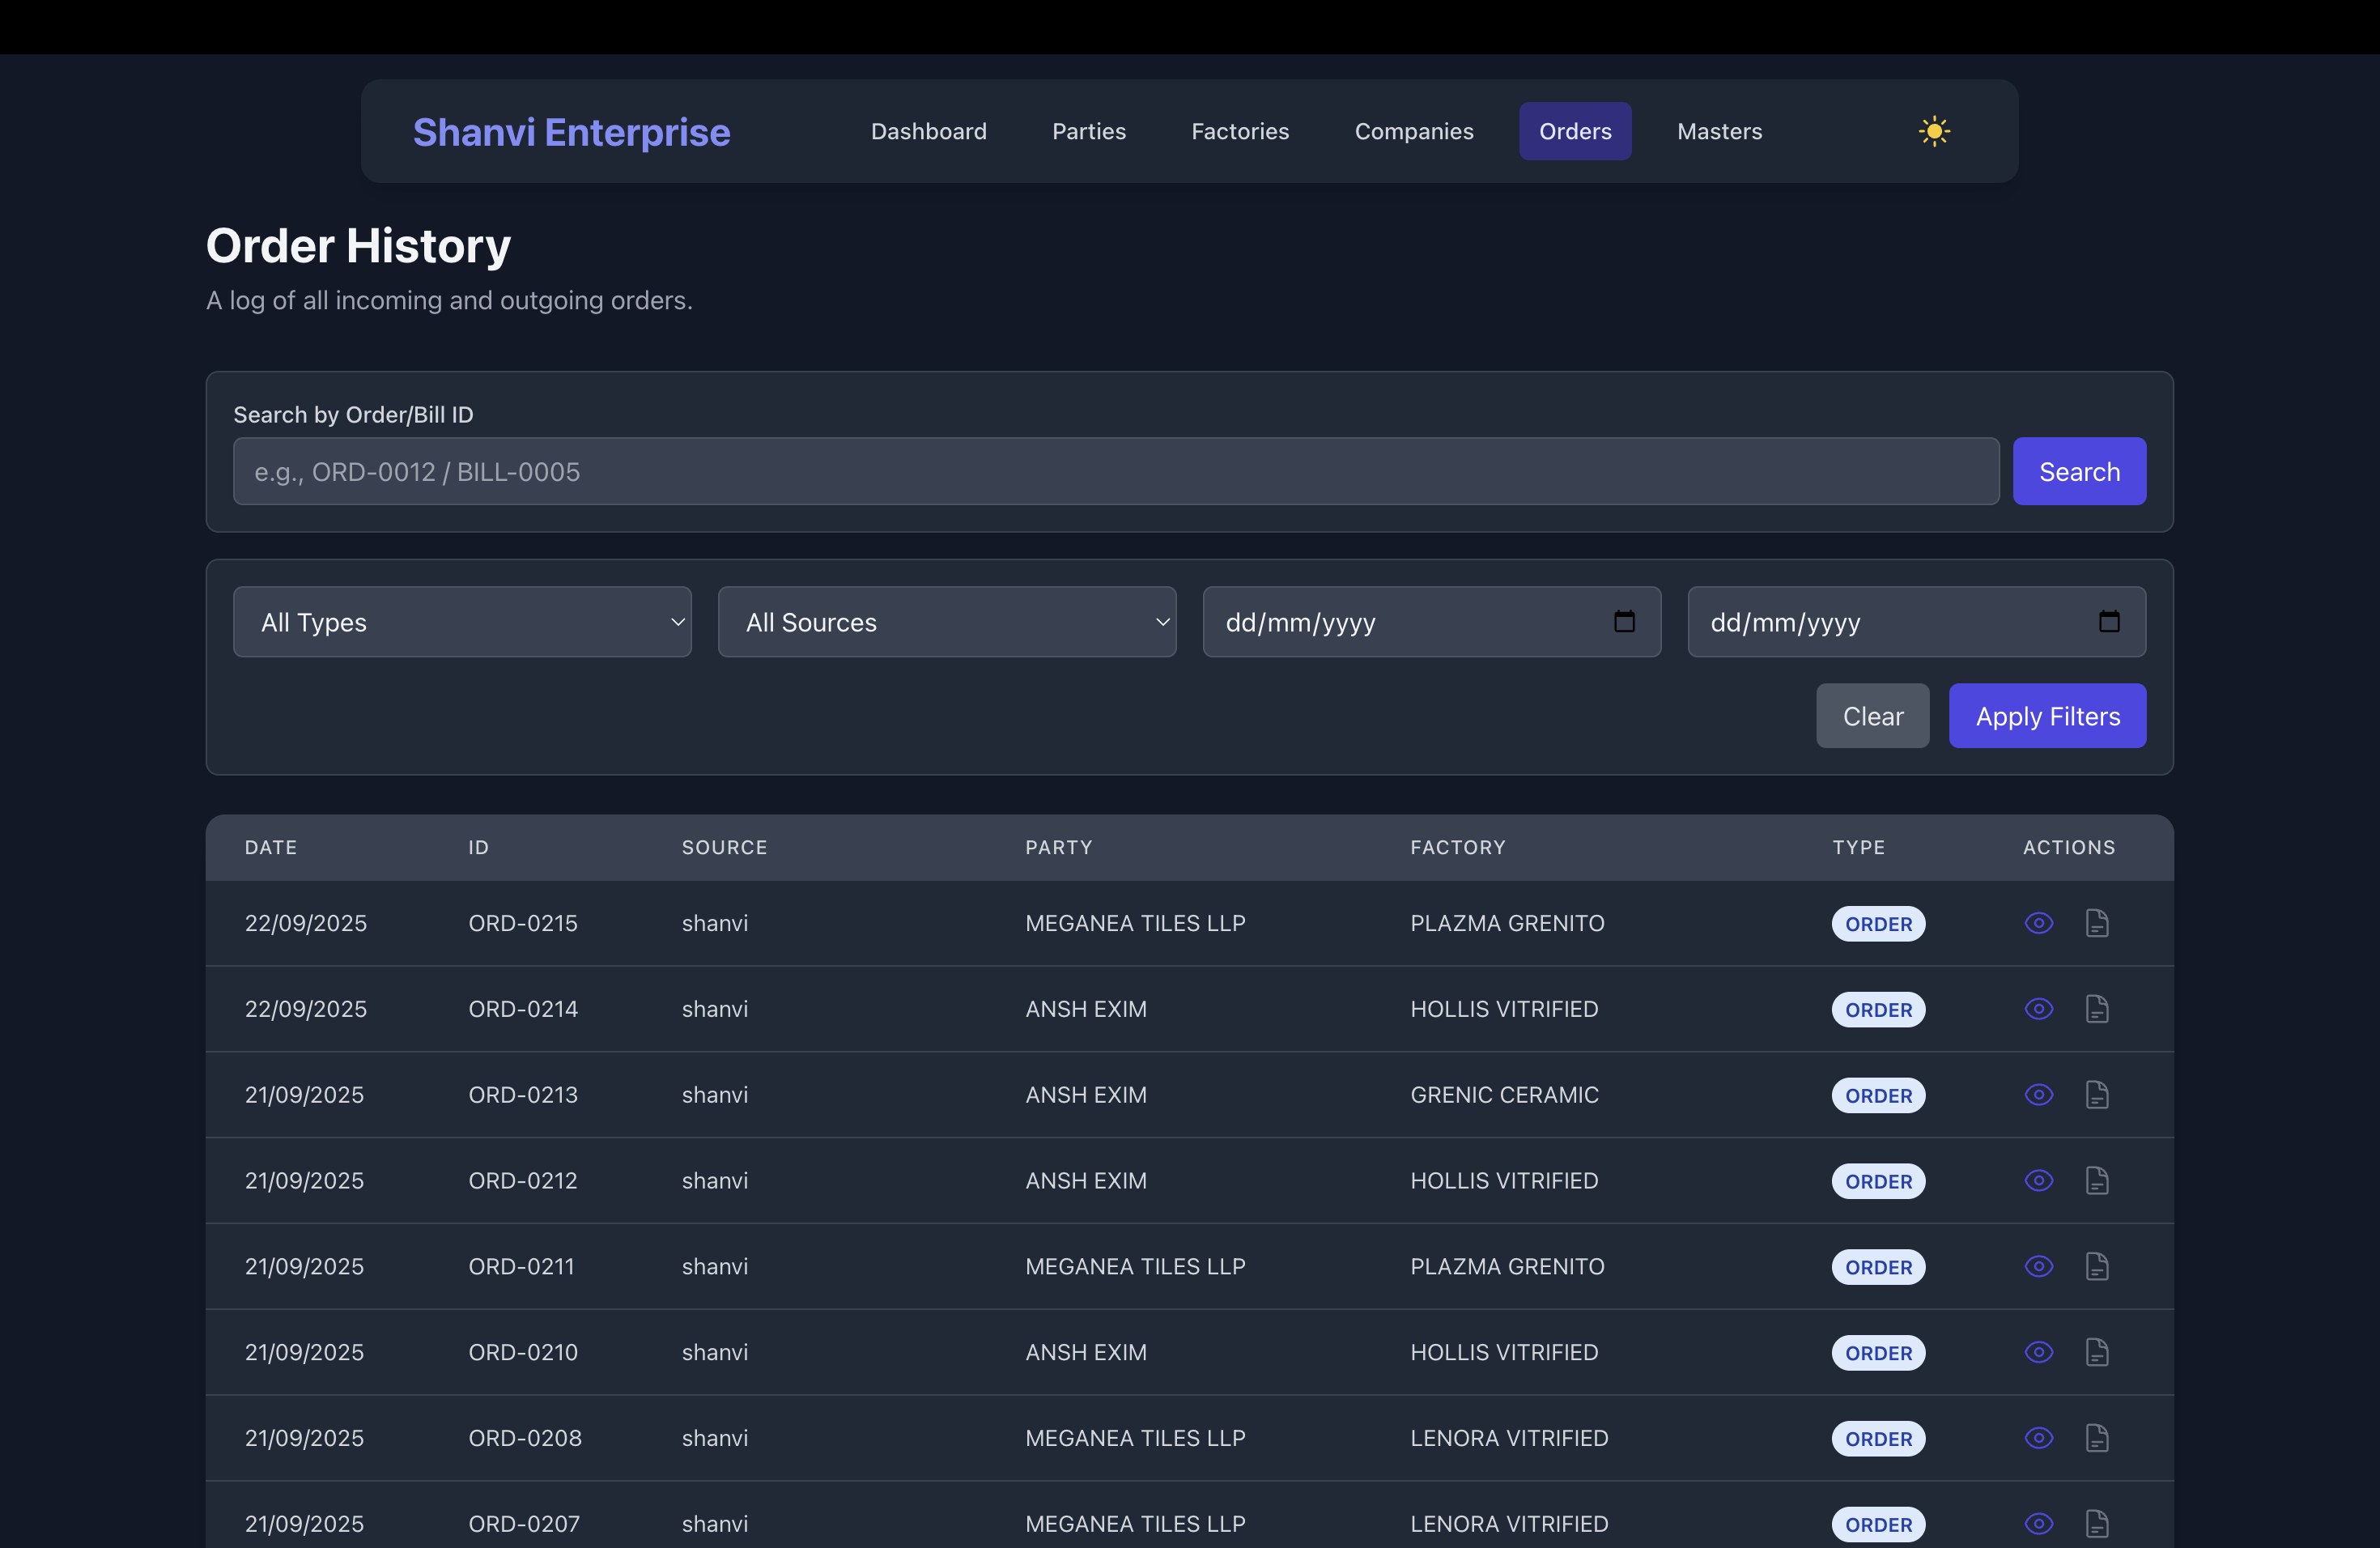 Shanvi Enterprise Dashboard Parties Factories Companies Orders Masters
Order History
A log of all incoming and outgoing orders.
Search by Order/Bill ID
e.g., ORD-0012 / BILL-0005 Search
All Types All Sources dd/mm/yyyy dd/mm/yyyy
Clear Apply Filters
DATE ID SOURCE PARTY FACTORY TYPE ACTIONS
22/09/2025 ORD-0215 shanvi MEGANEA TILES LLP PLAZMA GRENITO ORDER
22/09/2025 ORD-0214 shanvi ANSH EXIM HOLLIS VITRIFIED ORDER
21/09/2025 ORD-0213 shanvi ANSH EXIM GRENIC CERAMIC ORDER
21/09/2025 ORD-0212 shanvi ANSH EXIM HOLLIS VITRIFIED ORDER
21/09/2025 ORD-0211 shanvi MEGANEA TILES LLP PLAZMA GRENITO ORDER
21/09/2025 ORD-0210 shanvi ANSH EXIM HOLLIS VITRIFIED ORDER
21/09/2025 ORD-0208 shanvi MEGANEA TILES LLP LENORA VITRIFIED ORDER
21/09/2025 ORD-0207 shanvi MEGANEA TILES LLP LENORA VITRIFIED ORDER